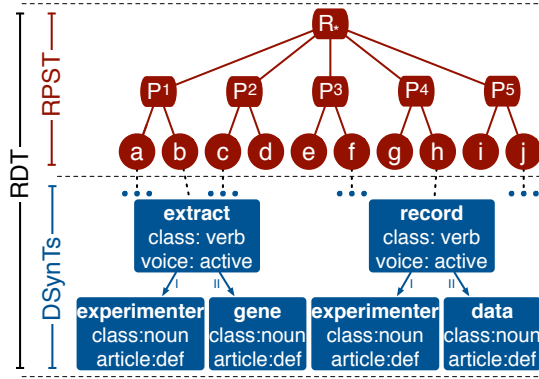 R*
P1 P2 P3 P4 P5
a b c d e f g h i j
RDT
RPST
DSynTs
extract
class: verb
voice: active
record
class: verb
voice: active
I II
I II
experimenter
class:noun
article:def
gene
class:noun
article:def
experimenter
class:noun
article:def
data
class:noun
article:def